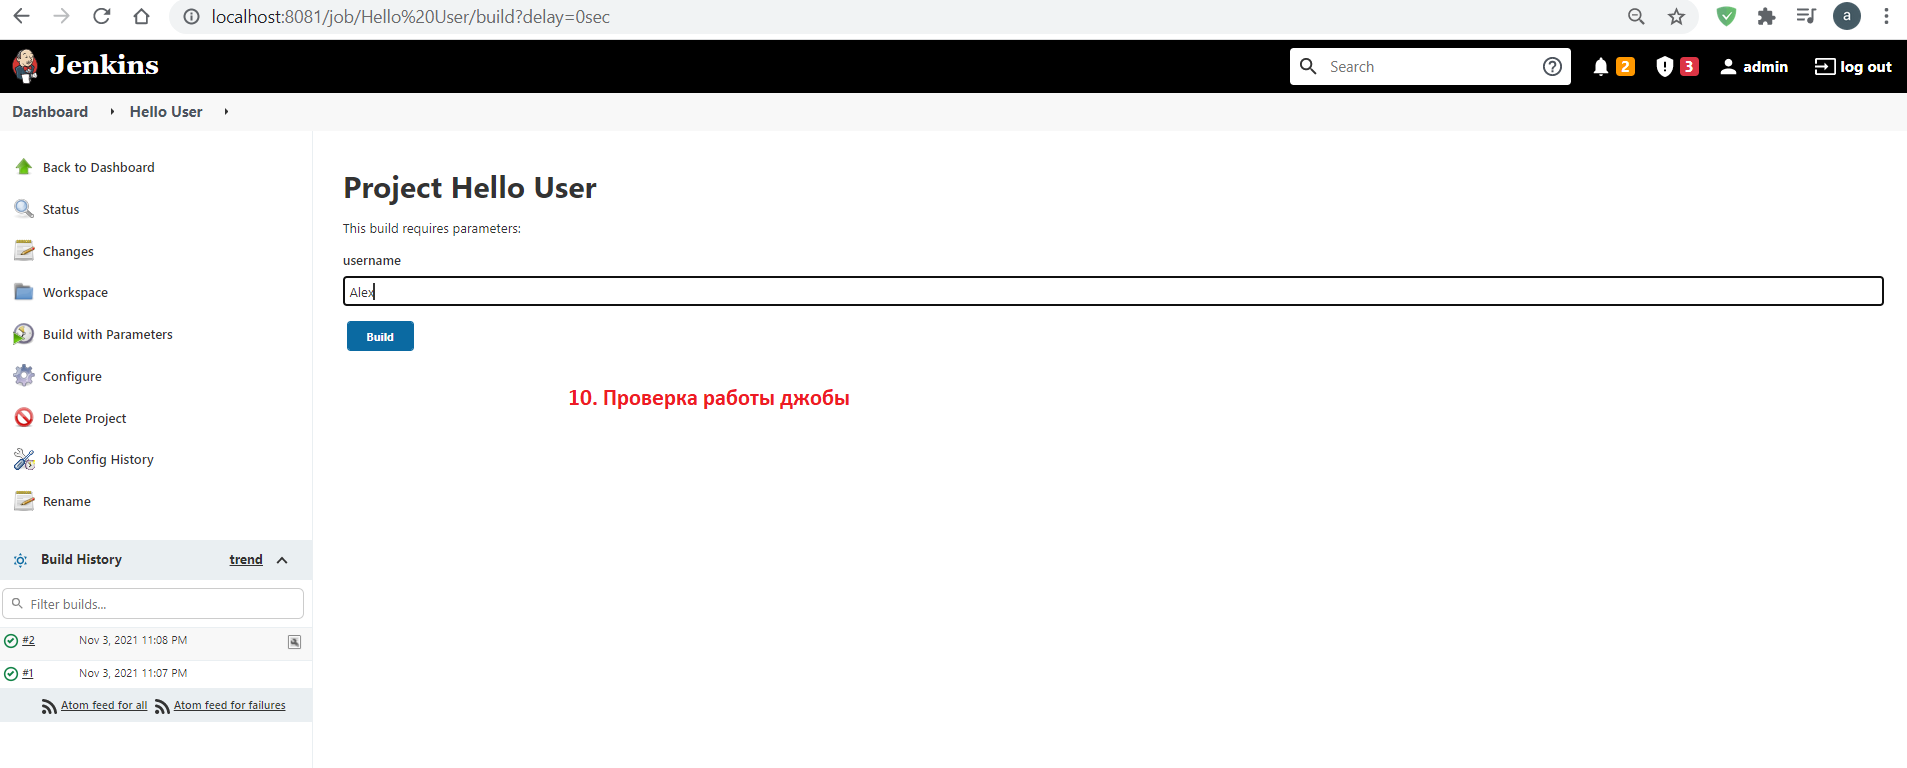 localhost:8081/job/Hello%20User/build?delay=0sec
a
Jenkins
Search
2
3
admin
log out
Dashboard
Hello User
Back to Dashboard
Status
Changes
Workspace
Build with Parameters
Configure
Delete Project
Job Config History
Rename
Build History
trend
Filter builds...
#2 Nov 3, 2021 11:08 PM
#1 Nov 3, 2021 11:07 PM
Atom feed for all
Atom feed for failures
Project Hello User
This build requires parameters:
username
Alex
Build
10. Проверка работы джобы